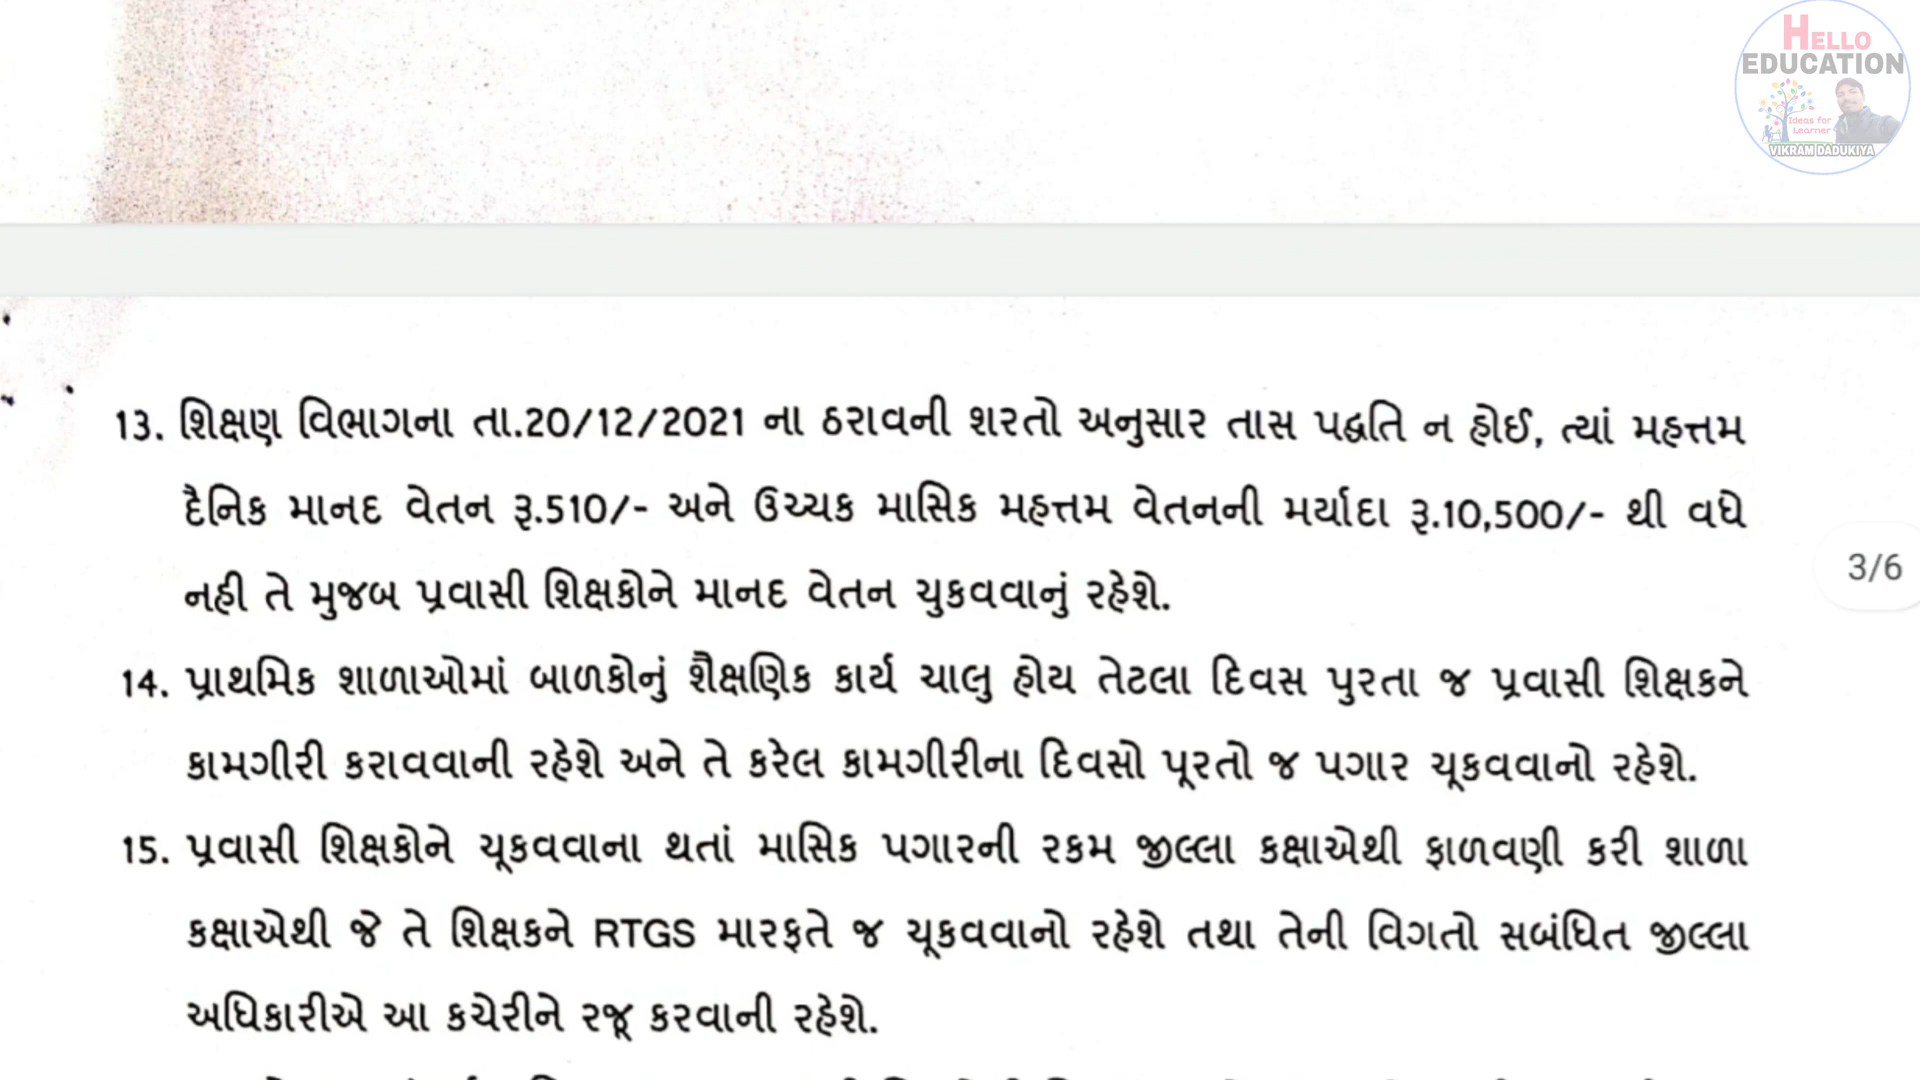 HELLO
EDUCATION
Ideas for
Learner
VIKRAM DADUKIYA
13. શિક્ષણ વિભાગના તા.20/12/2021 ના ઠરાવની શરતો અનુસાર તાસ પદ્ધતિ ન હોઈ, ત્યાં મહત્તમ
દૈનિક માનદ વેતન રૂ.510/- અને ઉચ્ચક માસિક મહત્તમ વેતનની મર્યાદા રૂ.10,500/- થી વધે
3/6
નહી તે મુજબ પ્રવાસી શિક્ષકોને માનદ વેતન ચુકવવાનું રહેશે.
14. પ્રાથમિક શાળાઓમાં બાળકોનું શૈક્ષણિક કાર્ય ચાલુ હોય તેટલા દિવસ પુરતા જ પ્રવાસી શિક્ષકને
કામગીરી કરાવવાની રહેશે અને તે કરેલ કામગીરીના દિવસો પૂરતો જ પગાર ચૂકવવાનો રહેશે.
15. પ્રવાસી શિક્ષકોને ચૂકવવાના થતાં માસિક પગારની રકમ જીલ્લા કક્ષાએથી ફાળવણી કરી શાળા
કક્ષાએથી જે તે શિક્ષકને RTGS મારફતે જ ચૂકવવાનો રહેશે તથા તેની વિગતો સબંધિત જીલ્લા
અધિકારીએ આ કચેરીને રજૂ કરવાની રહેશે.